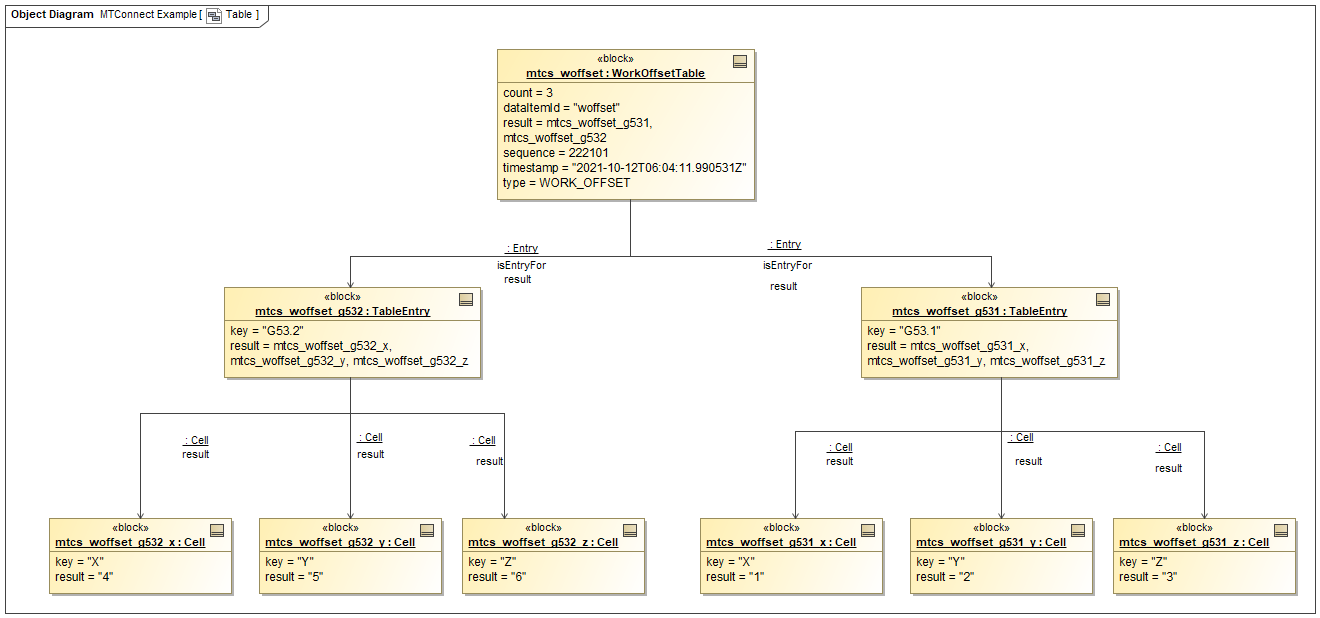 Object Diagram MTConnect Example [ Table ]
«block»
mtcs_woffset : WorkOffsetTable
count = 3
dataItemId = "woffset"
result = mtcs_woffset_g531,
mtcs_woffset_g532
sequence = 222101
timestamp = "2021-10-12T06:04:11.990531Z"
type = WORK_OFFSET
: Entry
isEntryFor
result
: Entry
isEntryFor
result
«block»
mtcs_woffset_g532 : TableEntry
key = "G53.2"
result = mtcs_woffset_g532_x,
mtcs_woffset_g532_y, mtcs_woffset_g532_z
«block»
mtcs_woffset_g531 : TableEntry
key = "G53.1"
result = mtcs_woffset_g531_x,
mtcs_woffset_g531_y, mtcs_woffset_g531_z
: Cell
result
: Cell
result
: Cell
result
: Cell
result
: Cell
result
: Cell
result
«block»
mtcs_woffset_g532_x : Cell
key = "X"
result = "4"
«block»
mtcs_woffset_g532_y : Cell
key = "Y"
result = "5"
«block»
mtcs_woffset_g532_z : Cell
key = "Z"
result = "6"
«block»
mtcs_woffset_g531_x : Cell
key = "X"
result = "1"
«block»
mtcs_woffset_g531_y : Cell
key = "Y"
result = "2"
«block»
mtcs_woffset_g531_z : Cell
key = "Z"
result = "3"